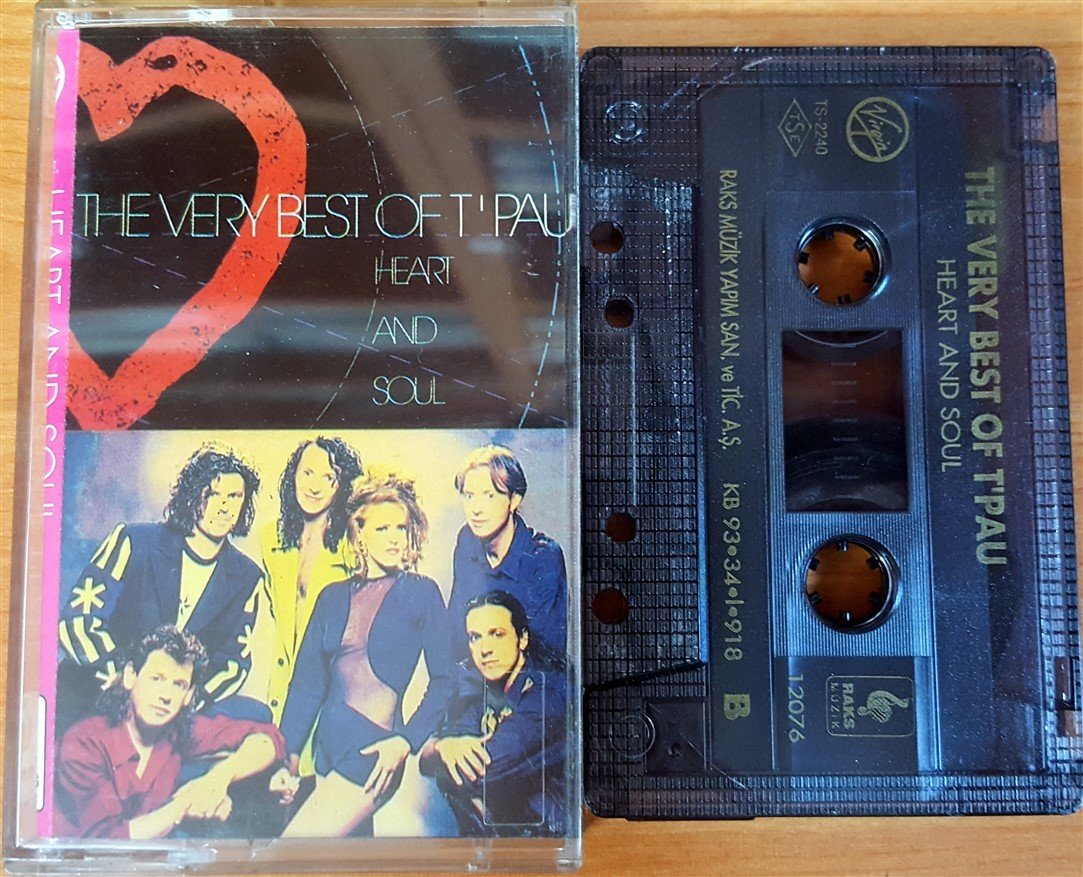 HEART AND SOUL
THE VERY BEST OF T'PAU
HEART
AND
SOUL
THE VERY BEST OF T'PAU
HEART AND SOUL
Virgin
TSE
TS-2240
RAKS MÜZİK YAPIM SAN. ve TİC. A.Ş.
KB 93•34•I•918
B
12076
RAKS
MÜZİK